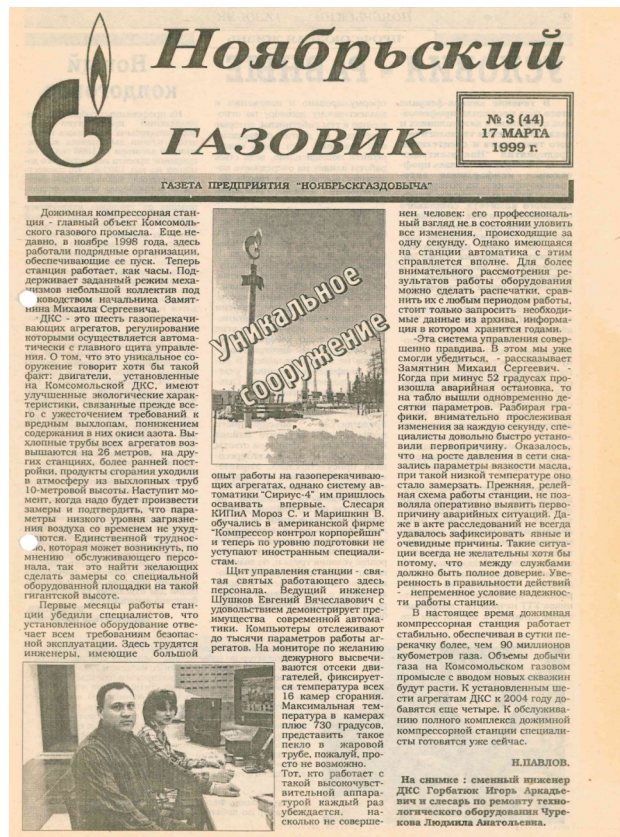 Ноябрьский
ГАЗОВИК
№ 3 (44)
17 МАРТА
1999 г.
ГАЗЕТА ПРЕДПРИЯТИЯ "НОЯБРЬСКГАЗДОБЫЧА"
Дожимная компрессорная стан-
ция - главный объект Комсомоль-
ского газового промысла. Еще не-
давно, в ноябре 1998 года, здесь
работали подрядные организации,
обеспечивающие ее пуск. Теперь
станция работает, как часы. Под-
держивает заданный режим меха-
низмов небольшой коллектив под
руководством начальника Замят-
нина Михаила Сергеевича.
ДКС - это шесть газоперекачи-
вающих агрегатов, регулирование
которыми осуществляется автома-
тически с главного щита управле-
ния. О том, что это уникальное со-
оружение говорит хотя бы такой
факт: двигатели, установленные
на Комсомольской ДКС, имеют
улучшенные экологические харак-
теристики, связанные прежде все-
го с ужесточением требований к
вредным выхлопам, понижением
содержания в них окиси азота. Вы-
хлопные трубы всех агрегатов воз-
вышаются на 26 метров, на дру-
гих станциях, более ранней пост-
ройки, продукты сгорания уходили
в атмосферу из выхлопных труб
10-метровой высоты. Наступит мо-
мент, когда надо будет произвести
замеры и подтвердить, что пара-
метры низкого уровня загрязне-
ния воздуха со временем не ухуд-
шаются. Единственной труднос-
тью, которая может возникнуть, по
мнению обслуживающего персо-
нала, так это найти желающих
сделать замеры со специальной
оборудованной площадки на такой
гигантской высоте.
Первые месяцы работы стан-
ции убедили специалистов, что
установленное оборудование отве-
чает всем требованиям безопас-
ной эксплуатации. Здесь трудятся
инженеры, имеющие большой
Уникальное
сооружение
опыт работы на газоперекачиваю-
щих агрегатах, однако систему ав-
томатики "Сириус-4" им пришлось
осваивать впервые. Слесаря
КИПиА Мороз С. и Маришкин В.
обучались в американской фирме
"Компрессор контрол корпорейшн"
и теперь по уровню подготовки не
уступают иностранным специали-
стам.
Щит управления станции - свя-
тая святых работающего здесь
персонала. Ведущий инженер
Шушков Евгений Вячеславович с
удовольствием демонстрирует пре-
имущества современной автома-
тики. Компьютеры отслеживают
до тысячи параметров работы аг-
регатов. На мониторе по желанию
дежурного высвечи-
ваются отсеки дви-
гателей, фиксирует-
ся температура всех
16 камер сгорания.
Максимальная тем-
пература в камерах
плюс 730 градусов,
представить такое
пекло в жаровой
трубе, пожалуй, про-
сто не возможно.
Тот, кто работает с
такой высокочувст-
вительной аппара-
турой каждый раз
убеждается, на-
сколько не соверше-
нен человек: его профессиональ-
ный взгляд не в состоянии уловить
все изменения, происходящие за
одну секунду. Однако имеющаяся
на станции автоматика с этим
справляется вполне. Для более
внимательного рассмотрения ре-
зультатов работы оборудования
можно сделать распечатки, срав-
нить их с любым периодом работы,
стоит только запросить необходи-
мые данные из архива, информа-
ция в котором хранится годами.
-Эта система управления совер-
шенно правдива. В этом мы уже
смогли убедиться, - рассказывает
Замятнин Михаил Сергеевич. -
Когда при минус 52 градусах про-
изошла аварийная остановка, то
на табло вышли одновременно де-
сятки параметров. Разбирая гра-
фики, внимательно прослеживая
изменения за каждую секунду, спе-
циалисты довольно быстро устано-
вили первопричину. Оказалось,
что на росте давления в сети ска-
зались параметры вязкости масла,
при такой низкой температуре оно
стало замерзать. Прежняя, релей-
ная схема работы станции, не поз-
воляла оперативно выявить перво-
причину аварийных ситуаций. Да-
же в акте расследований не всегда
удавалось зафиксировать явные и
очевидные причины. Такие ситуа-
ции всегда не желательны хотя бы
потому, что между службами
должно быть полное доверие. Уве-
ренность в правильности действий
- непременное условие надежнос-
ти работы станции.
В настоящее время дожимная
компрессорная станция работает
стабильно, обеспечивая в сутки пе-
рекачку более, чем 90 миллионов
кубометров газа. Объемы добычи
газа на Комсомольском газовом
промысле с вводом новых скважин
будут расти. К установленным ше-
сти агрегатам ДКС к 2004 году до-
бавятся еще четыре. К обслужива-
нию полного комплекса дожимной
компрессорной станции специали-
сты готовятся уже сейчас.
Н.ПАВЛОВ.
На снимке : сменный инженер
ДКС Горбатюк Игорь Аркадье-
вич и слесарь по ремонту техно-
логического оборудования Чуре-
кова Людмила Анатольевна.